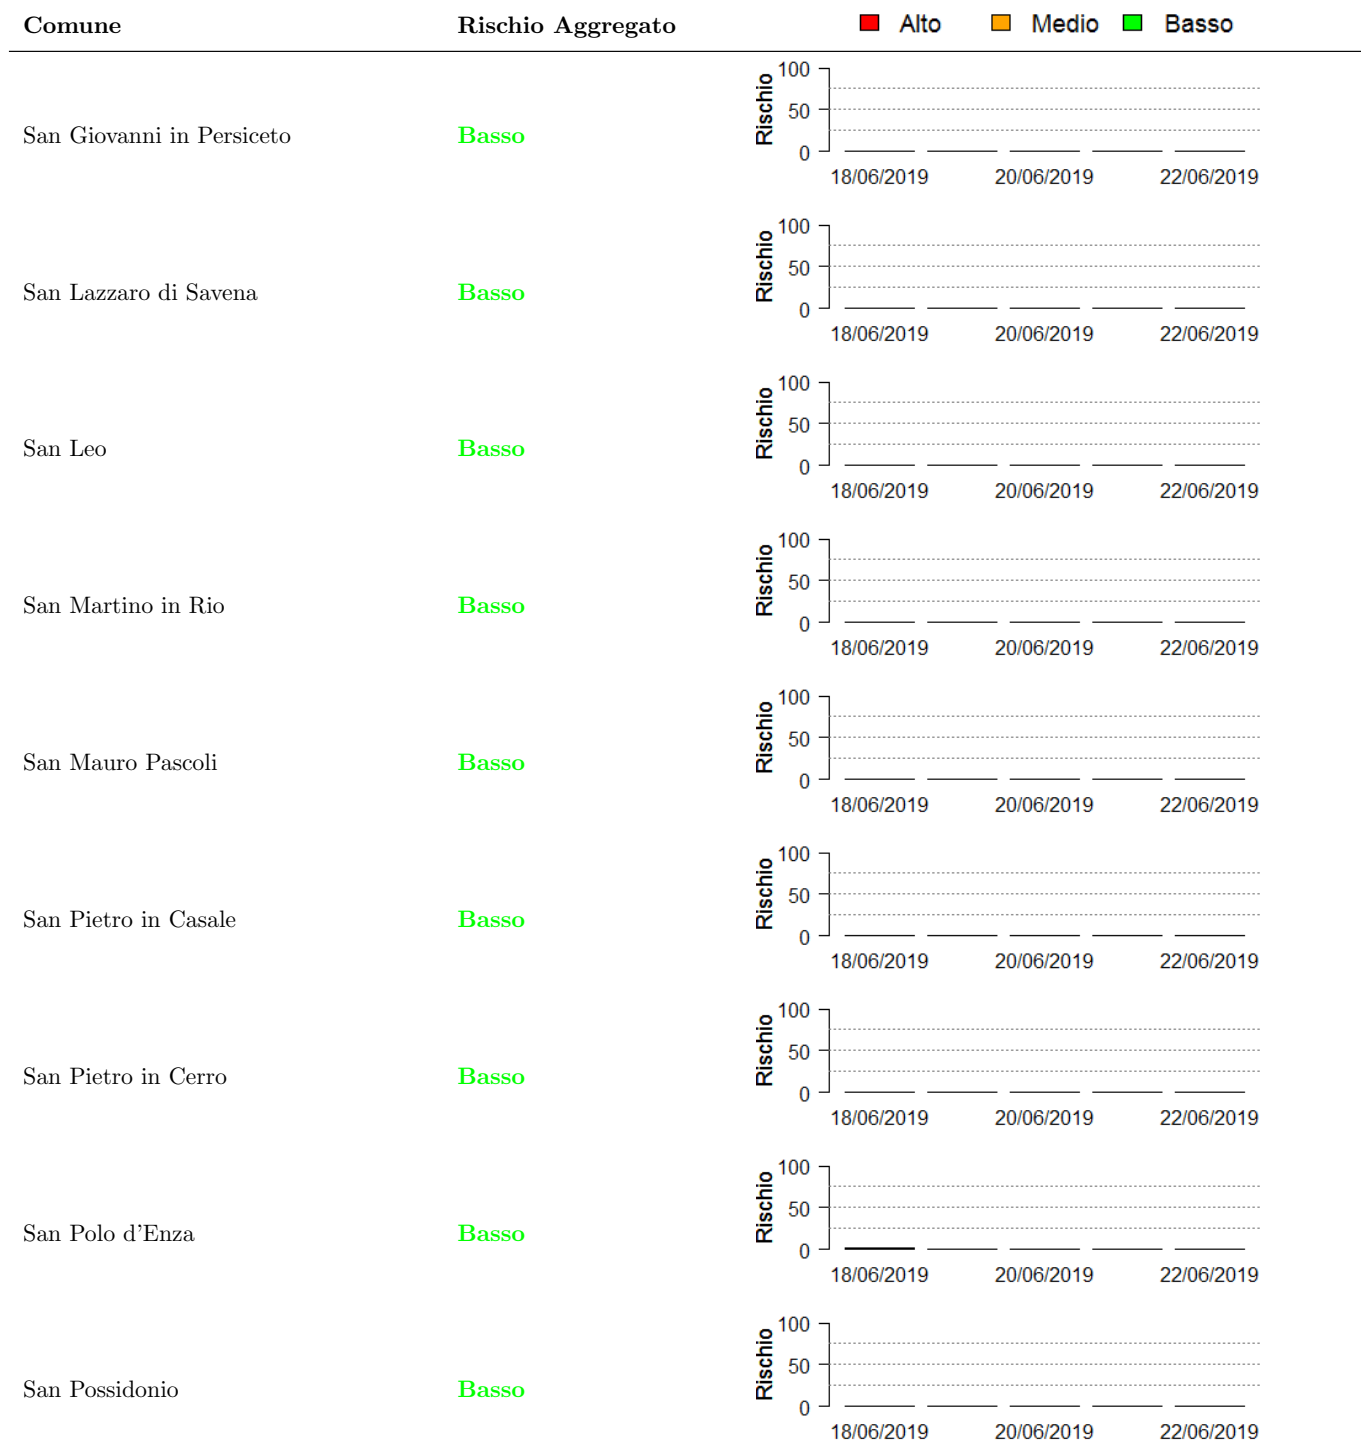 Comune Rischio Aggregato Alto Medio Basso
San Giovanni in Persiceto Basso Rischio 100 50 0
18/06/2019 20/06/2019 22/06/2019
San Lazzaro di Savena Basso Rischio 100 50 0
18/06/2019 20/06/2019 22/06/2019
San Leo Basso Rischio 100 50 0
18/06/2019 20/06/2019 22/06/2019
San Martino in Rio Basso Rischio 100 50 0
18/06/2019 20/06/2019 22/06/2019
San Mauro Pascoli Basso Rischio 100 50 0
18/06/2019 20/06/2019 22/06/2019
San Pietro in Casale Basso Rischio 100 50 0
18/06/2019 20/06/2019 22/06/2019
San Pietro in Cerro Basso Rischio 100 50 0
18/06/2019 20/06/2019 22/06/2019
San Polo d'Enza Basso Rischio 100 50 0
18/06/2019 20/06/2019 22/06/2019
San Possidonio Basso Rischio 100 50 0
18/06/2019 20/06/2019 22/06/2019